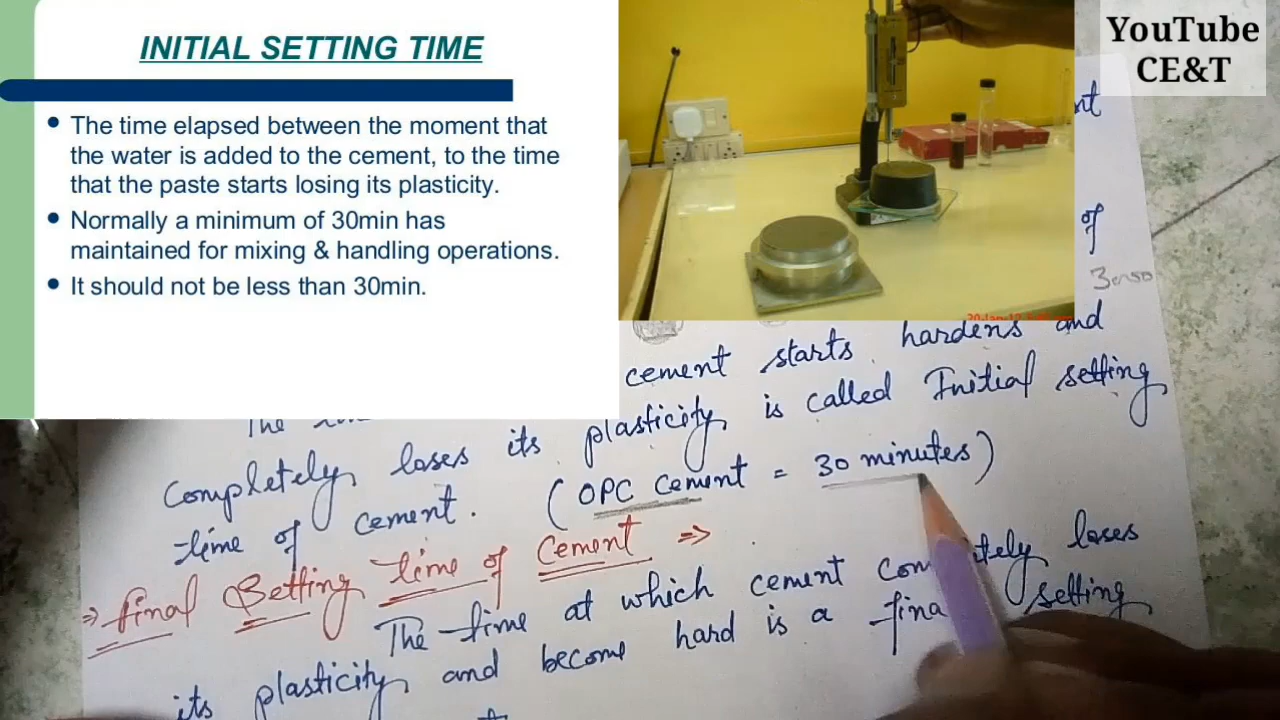 INITIAL SETTING TIME
The time elapsed between the moment that
the water is added to the cement, to the time
that the paste starts losing its plasticity.
Normally a minimum of 30min has
maintained for mixing & handling operations.
It should not be less than 30min.
YouTube
CE&T
of
cement starts hardens and
The
Completely loses its plasticity is called Initial setting
time of cement. (OPC cement = 30 minutes)
⇒ Final Setting time of Cement ⇒
The time at which cement loses
its plasticity and become hard is a setting